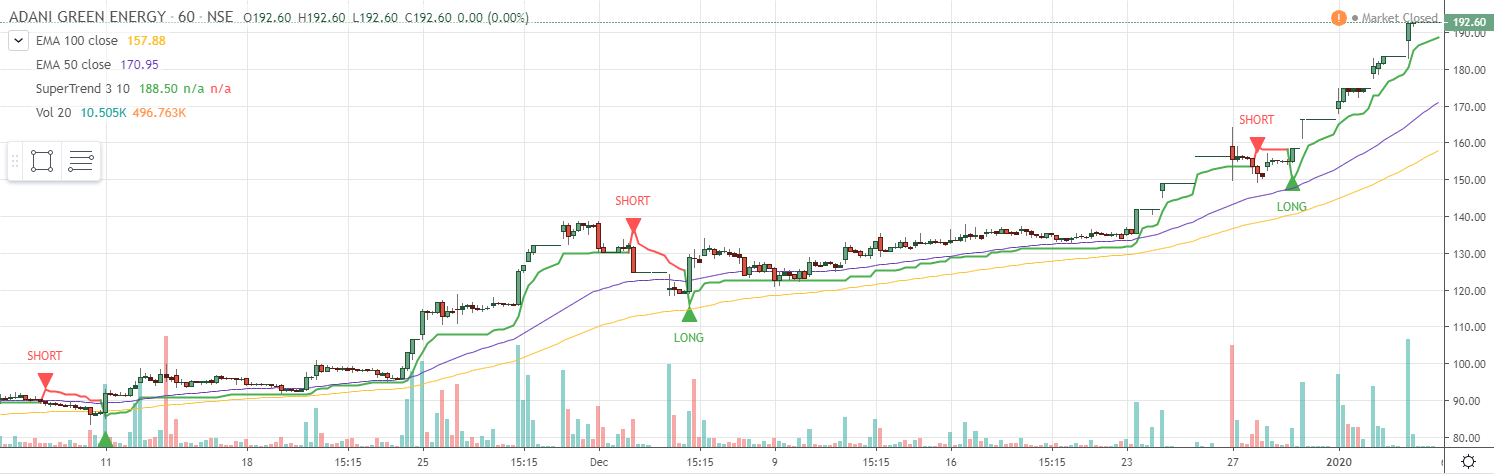 ADANI GREEN ENERGY · 60 · NSE O192.60 H192.60 L192.60 C192.60 0.00 (0.00%)
! Market Closed
192.60
EMA 100 close 157.88
EMA 50 close 170.95
SuperTrend 3 10 188.50 n/a n/a
Vol 20 10.505K 496.763K
190.00
180.00
170.00
160.00
150.00
140.00
130.00
120.00
110.00
100.00
90.00
80.00
SHORT
SHORT
LONG
SHORT
LONG
11 18 15:15 25 15:15 Dec 15:15 9 15:15 16 15:15 23 27 2020